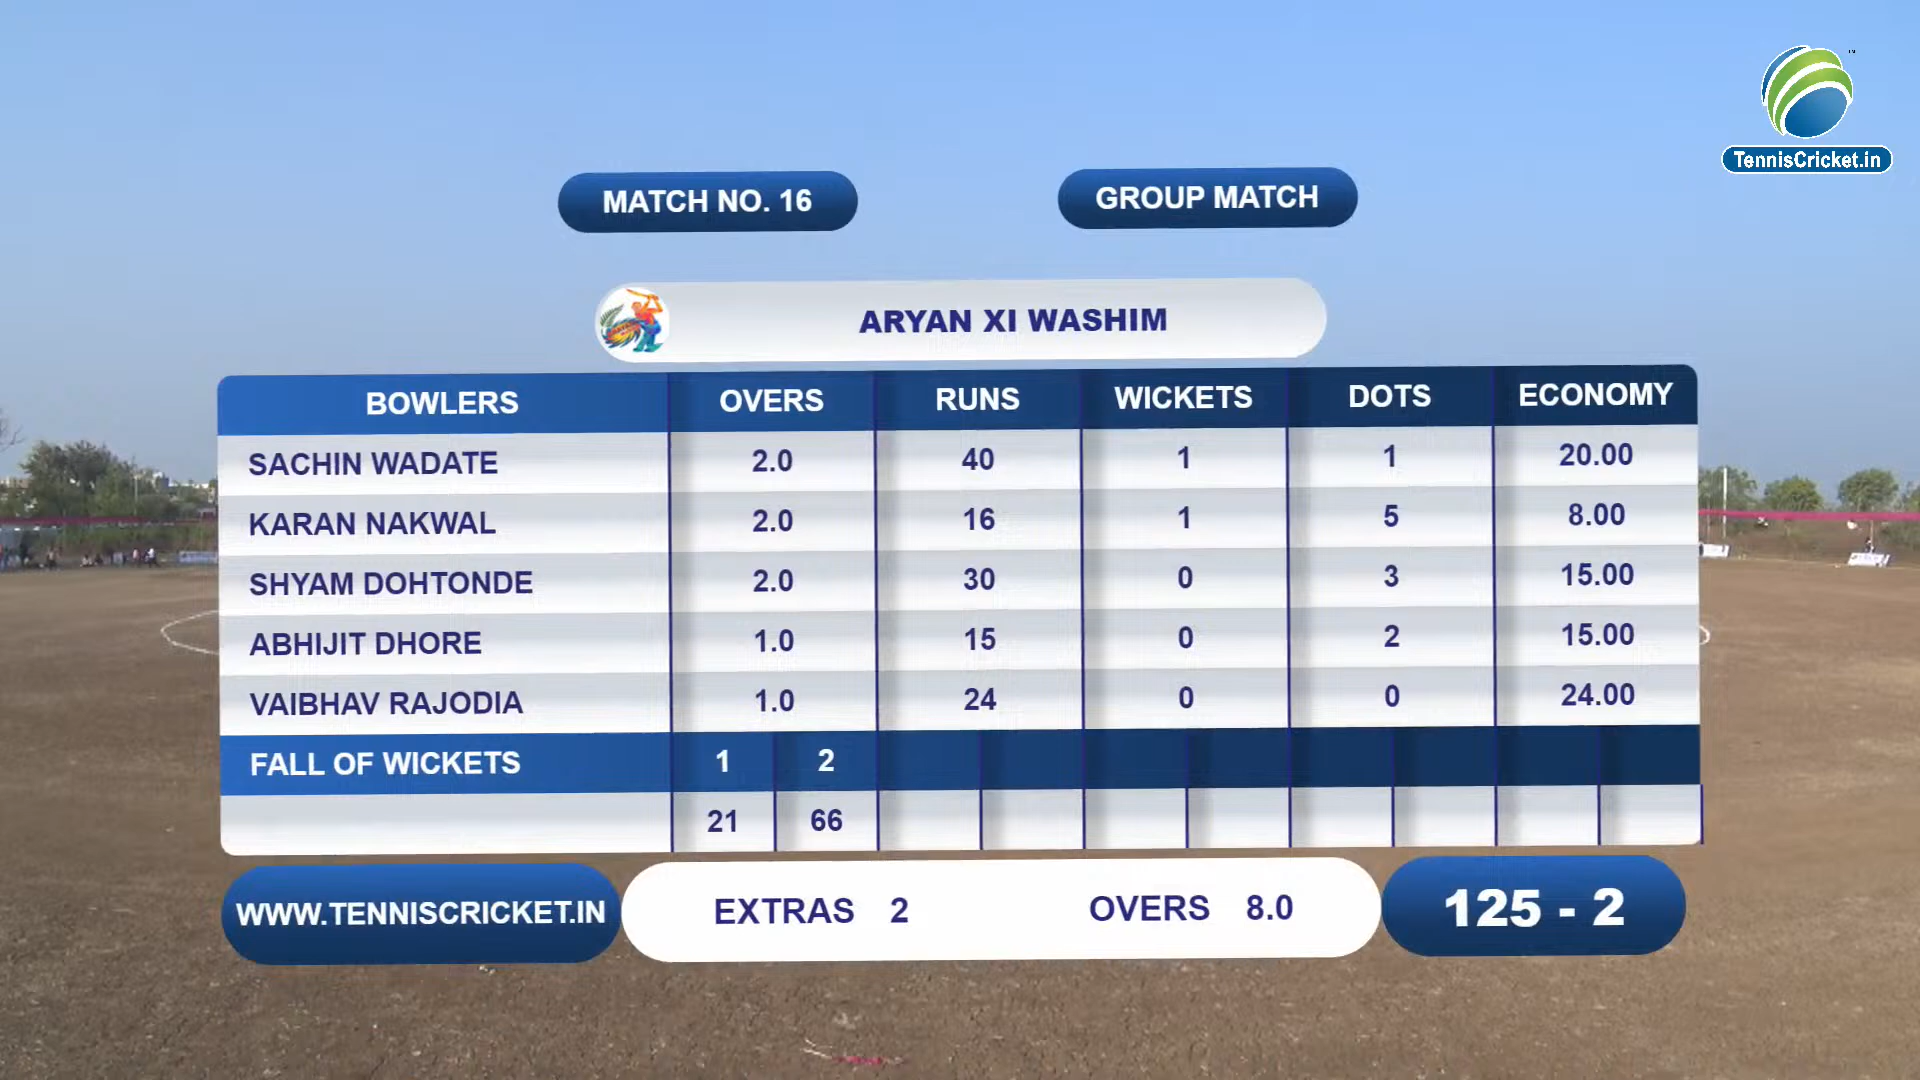 TennisCricket.in
MATCH NO. 16
GROUP MATCH
ARYAN XI WASHIM
BOWLERS OVERS RUNS WICKETS DOTS ECONOMY
SACHIN WADATE 2.0 40 1 1 20.00
KARAN NAKWAL 2.0 16 1 5 8.00
SHYAM DOHTONDE 2.0 30 0 3 15.00
ABHIJIT DHORE 1.0 15 0 2 15.00
VAIBHAV RAJODIA 1.0 24 0 0 24.00
FALL OF WICKETS 1 2
21 66
WWW.TENNISCRICKET.IN EXTRAS 2 OVERS 8.0 125 - 2